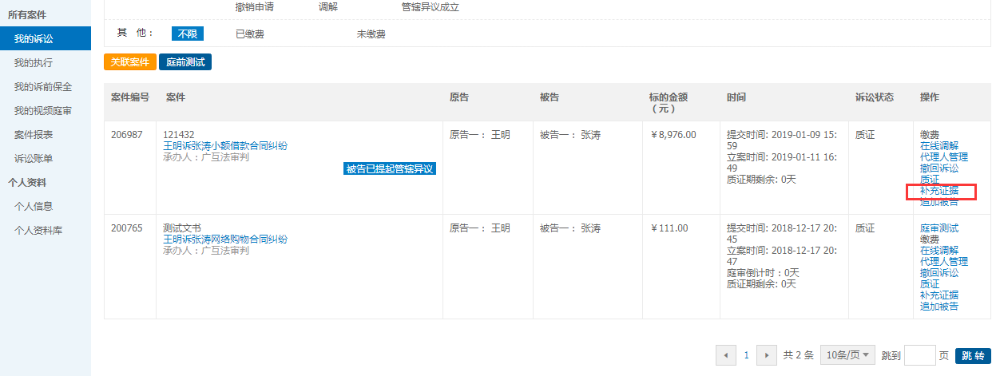 所有案件
我的诉讼
我的执行
我的诉前保全
我的视频庭审
案件报表
诉讼账单
个人资料
个人信息
个人资料库
撤销申请 调解 管辖异议成立
其 他： 不限 已缴费 未缴费
关联案件 庭前测试
案件编号 案件 原告 被告 标的金额（元） 时间 诉讼状态 操作
206987
121432
王明诉张涛小额借款合同纠纷
承办人：广互法审判
被告已提起管辖异议
原告一： 王明
被告一： 张涛
￥8,976.00
提交时间: 2019-01-09 15:
59
立案时间: 2019-01-11 16:
49
质证期剩余: 0天
质证
缴费
在线调解
代理人管理
撤回诉讼
质证
补充证据
追加被告
200765
测试文书
王明诉张涛网络购物合同纠纷
承办人：广互法审判
原告一： 王明
被告一： 张涛
￥111.00
提交时间: 2018-12-17 20:
45
立案时间: 2018-12-17 20:
47
庭审倒计时：0天
质证期剩余: 0天
质证
庭审测试
缴费
在线调解
代理人管理
撤回诉讼
质证
补充证据
追加被告
1 共 2 条 10条/页 跳到 页 跳 转